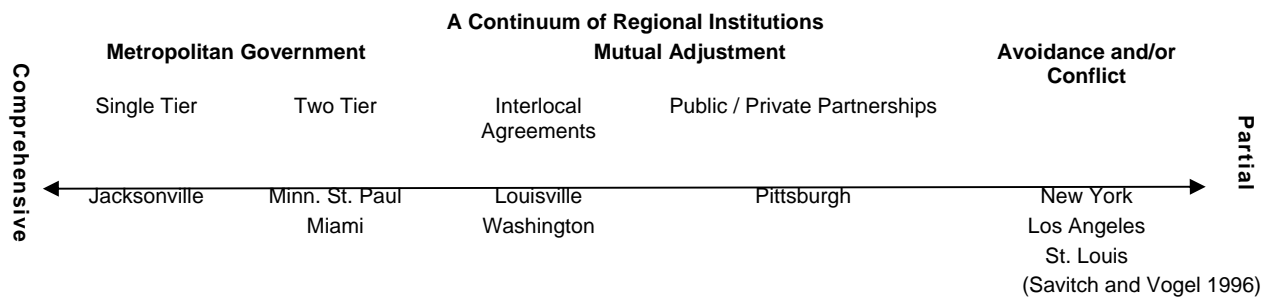 A Continuum of Regional Institutions
Metropolitan Government Mutual Adjustment Avoidance and/or
Conflict
Comprehensive
Single Tier Two Tier Interlocal Public / Private Partnerships
Agreements
Partial
Jacksonville Minn. St. Paul Louisville Pittsburgh New York
Miami Washington Los Angeles
St. Louis
(Savitch and Vogel 1996)